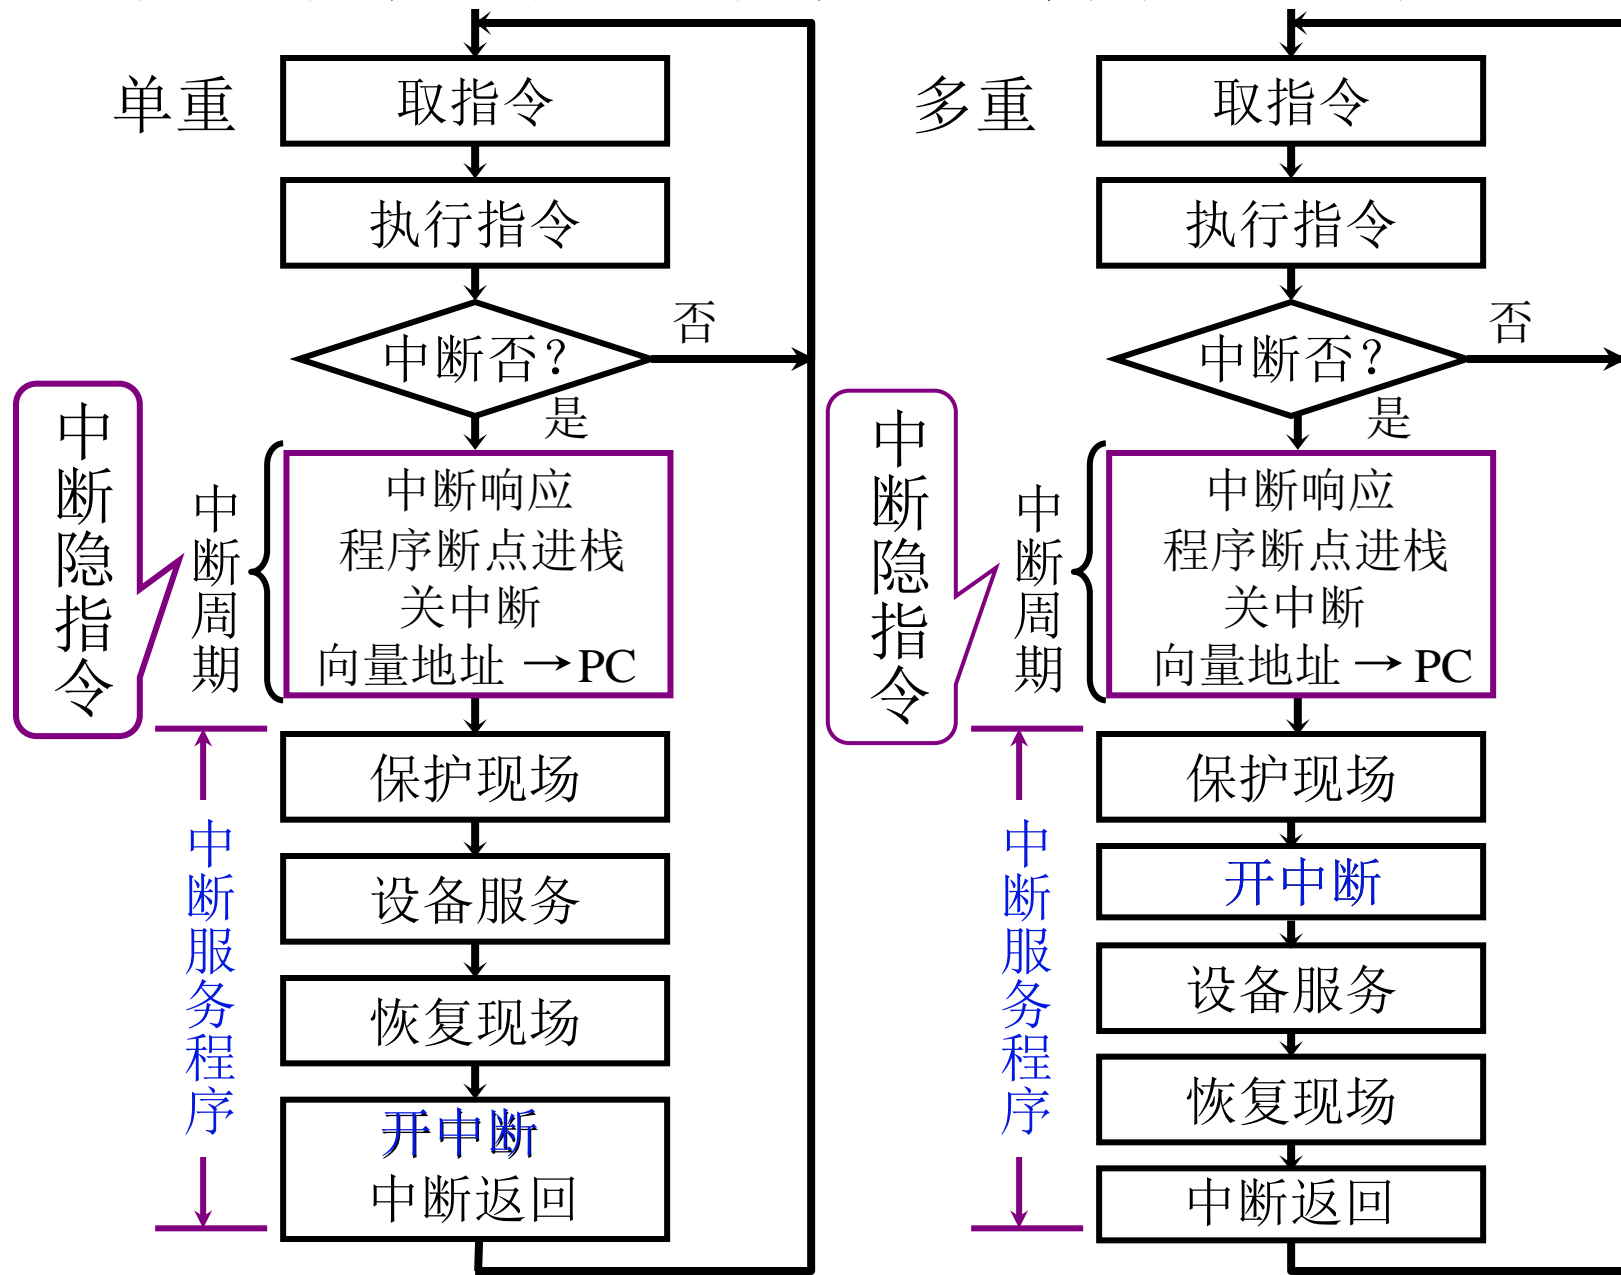 单重
取指令
执行指令
中断否？
否
是
中断隐指令
中断周期
中断响应
程序断点进栈
关中断
向量地址 → PC
中断服务程序
保护现场
设备服务
恢复现场
开中断
中断返回
多重
取指令
执行指令
中断否？
否
是
中断隐指令
中断周期
中断响应
程序断点进栈
关中断
向量地址 → PC
中断服务程序
保护现场
开中断
设备服务
恢复现场
中断返回